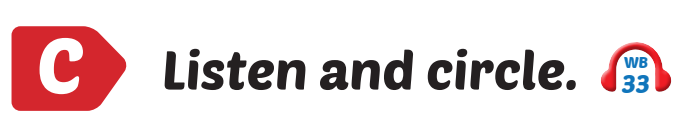 C Listen and circle. WB
33